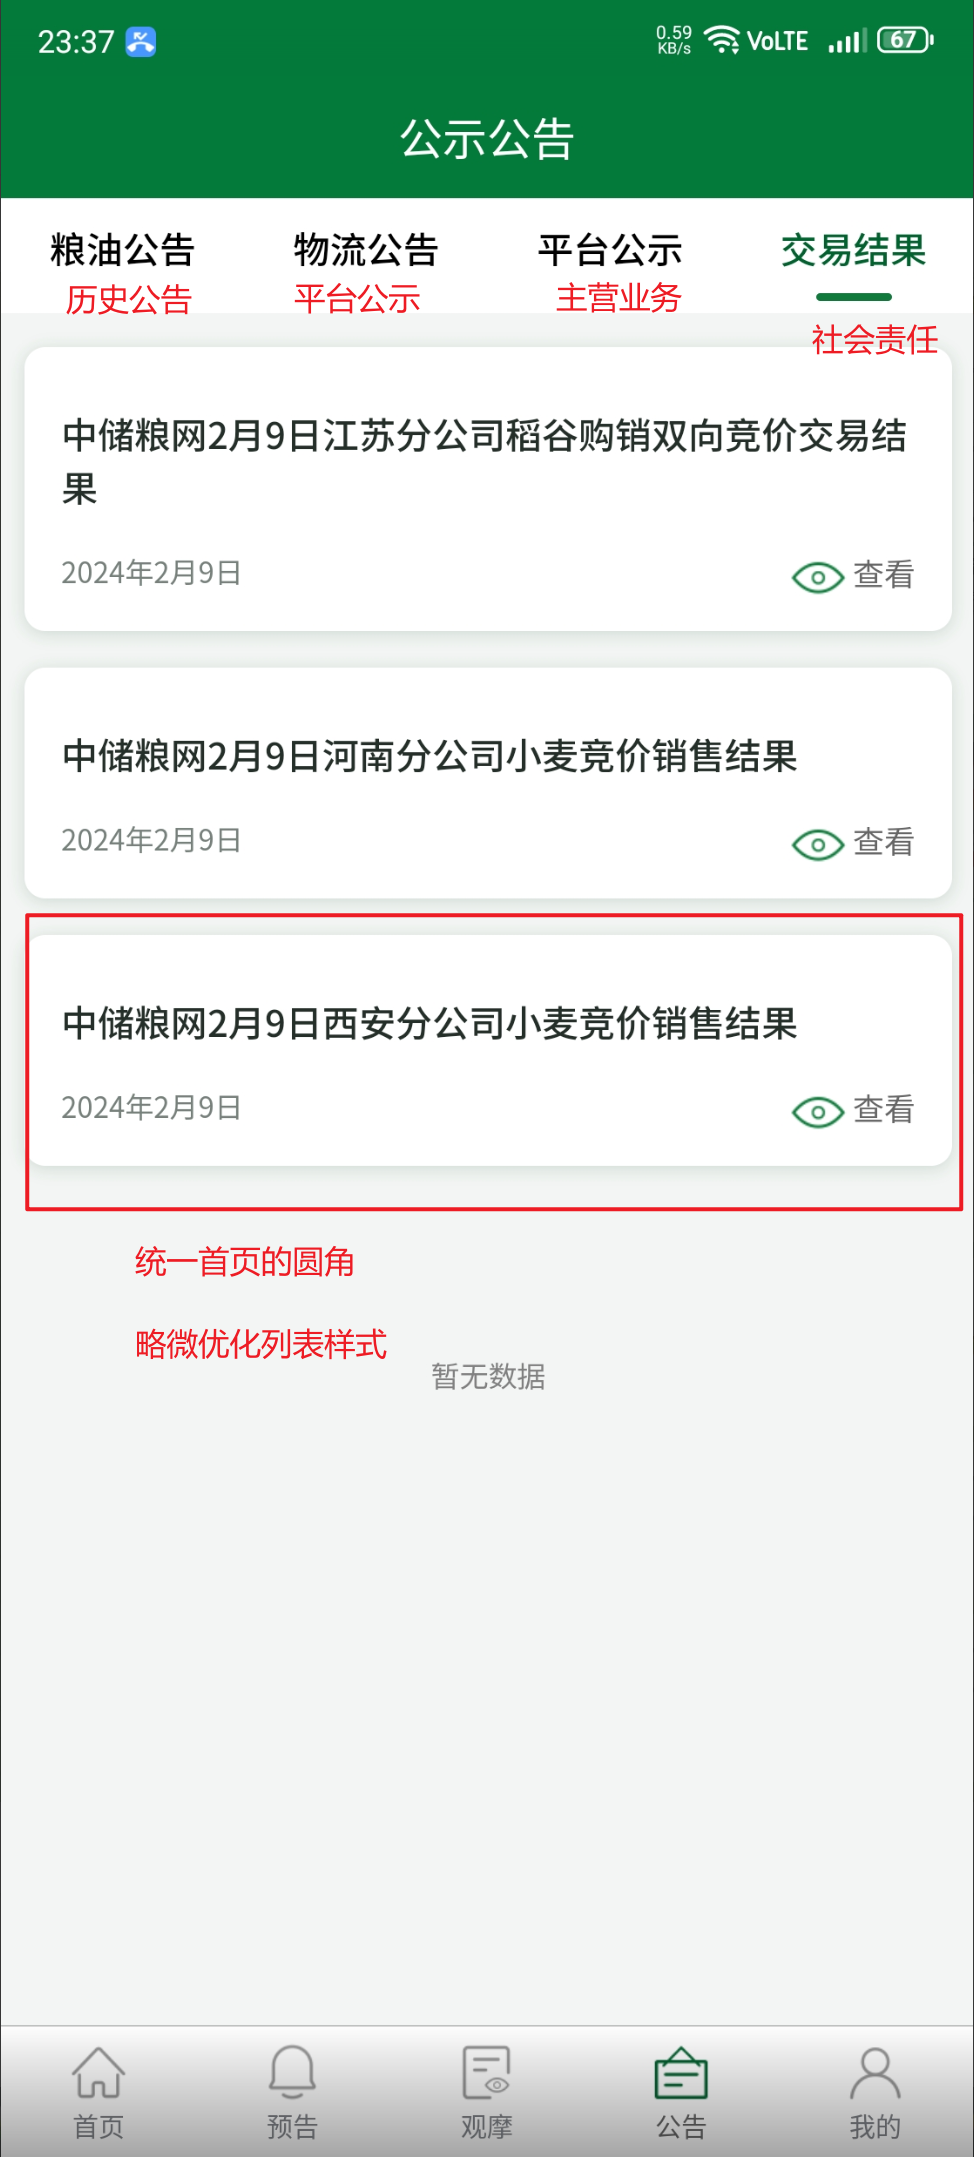 23:37
0.59
KB/s
VoLTE
67
公示公告
粮油公告
物流公告
平台公示
交易结果
历史公告
平台公示
主营业务
社会责任
中储粮网2月9日江苏分公司稻谷购销双向竞价交易结
果
2024年2月9日
查看
中储粮网2月9日河南分公司小麦竞价销售结果
2024年2月9日
查看
中储粮网2月9日西安分公司小麦竞价销售结果
2024年2月9日
查看
统一首页的圆角
略微优化列表样式
暂无数据
首页
预告
观摩
公告
我的